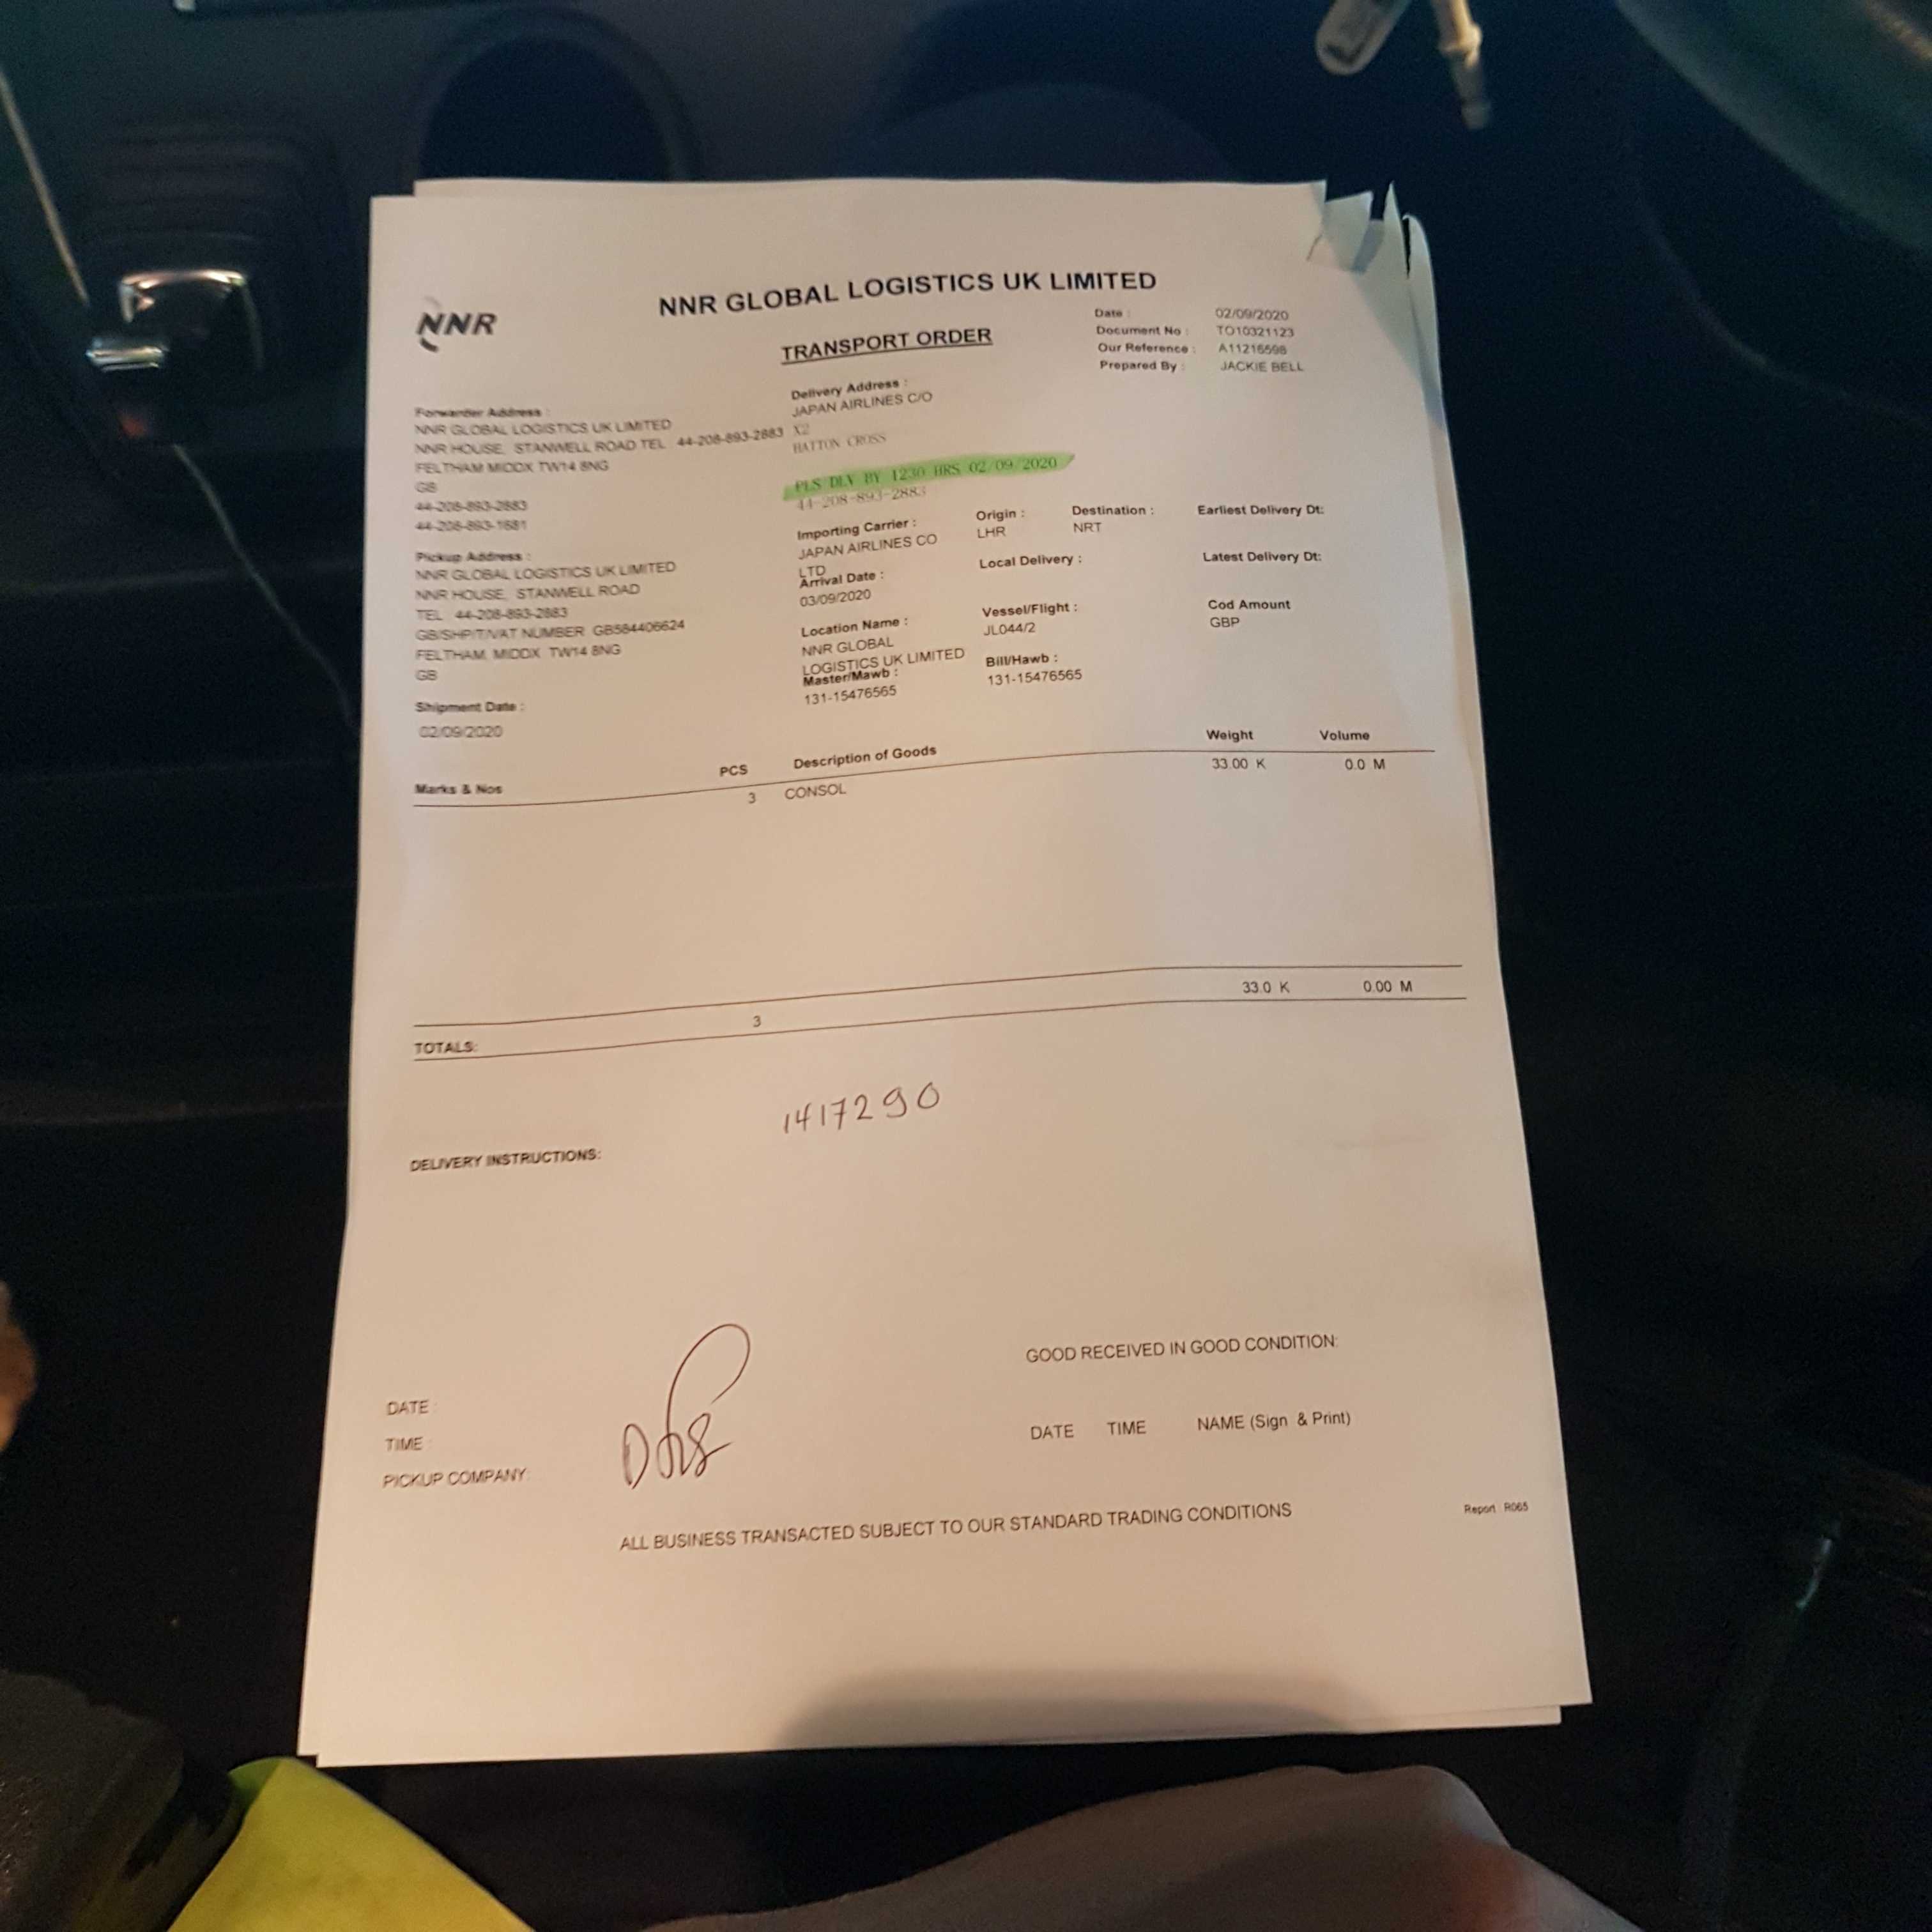 NNR
NNR GLOBAL LOGISTICS UK LIMITED
TRANSPORT ORDER
Date : 02/09/2020
Document No : TO10321123
Our Reference : A11216598
Prepared By : JACKIE BELL
Forwarder Address :
NNR GLOBAL LOGISTICS UK LIMITED
NNR HOUSE, STANWELL ROAD TEL 44-208-893-2883
FELTHAM MIDDX TW14 8NG
GB
44-208-893-2883
44-208-893-1681
Delivery Address :
JAPAN AIRLINES C/O
X2
HATTON CROSS
PLS DLV BY 1230 HRS 02/09/2020
44-208-893-2883
Pickup Address :
NNR GLOBAL LOGISTICS UK LIMITED
NNR HOUSE, STANWELL ROAD
TEL 44-208-893-2883
GB/SHP/T/VAT NUMBER GB584406624
FELTHAM, MIDDX TW14 8NG
GB
Shipment Date :
02/09/2020
Importing Carrier :
JAPAN AIRLINES CO
LTD
Origin :
LHR
Destination :
NRT
Earliest Delivery Dt:
Arrival Date :
03/09/2020
Local Delivery :
Latest Delivery Dt:
Location Name :
NNR GLOBAL
LOGISTICS UK LIMITED
Vessel/Flight :
JL044/2
Cod Amount
GBP
Master/Mawb :
131-15476565
Bill/Hawb :
131-15476565
Marks & Nos PCS Description of Goods Weight Volume
3 CONSOL 33.00 K 0.0 M
TOTALS: 3 33.0 K 0.00 M
1417290
DELIVERY INSTRUCTIONS:
GOOD RECEIVED IN GOOD CONDITION:
DATE :
TIME :
PICKUP COMPANY:
DATE TIME NAME (Sign & Print)
ALL BUSINESS TRANSACTED SUBJECT TO OUR STANDARD TRADING CONDITIONS
Report : R065